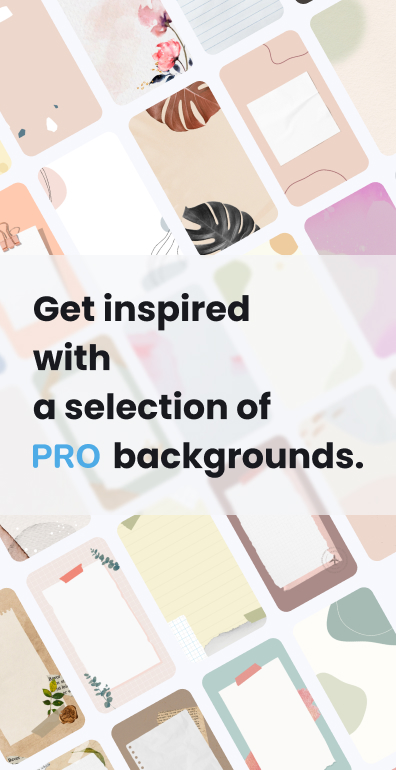 Get inspired
with
a selection of
PRO backgrounds.